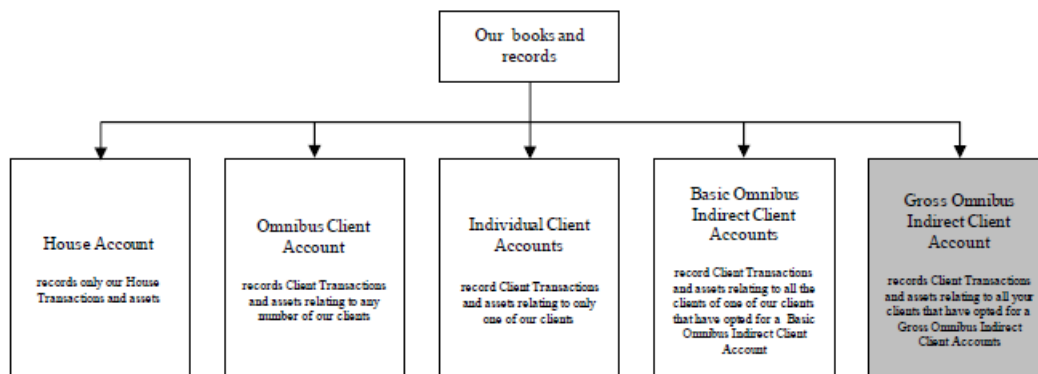 Our books and
records
House Account
records only our House
Transactions and assets
Omnibus Client
Account
records Client Transactions
and assets relating to any
number of our clients
Individual Client
Accounts
record Client Transactions
and assets relating to only
one of our clients
Basic Omnibus
Indirect Client
Accounts
record Client Transactions
and assets relating to all the
clients of one of our clients
that have opted for a Basic
Omnibus Indirect Client
Account
Gross Omnibus
Indirect Client
Account
records Client Transactions
and assets relating to all your
clients that have opted for a
Gross Omnibus Indirect
Client Accounts